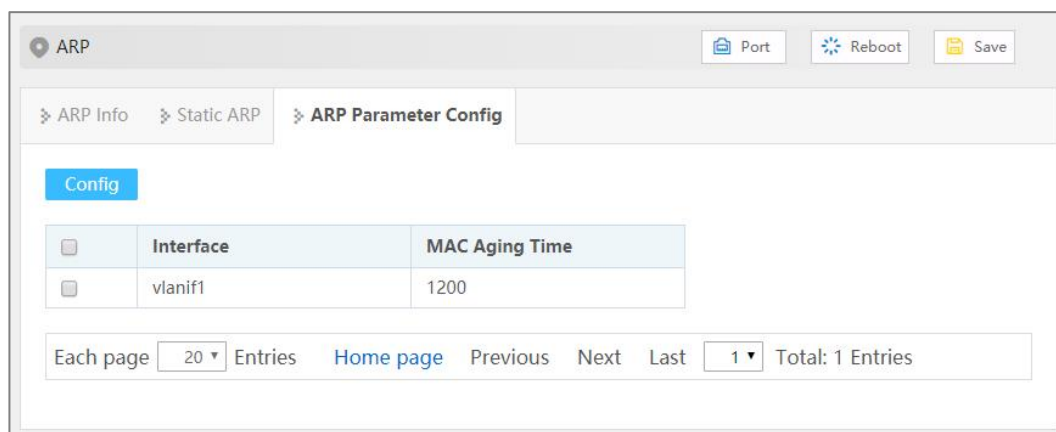 ARP Port Reboot Save
ARP Info Static ARP ARP Parameter Config
Config
Interface MAC Aging Time
vlanif1 1200
Each page 20 Entries Home page Previous Next Last 1 Total: 1 Entries